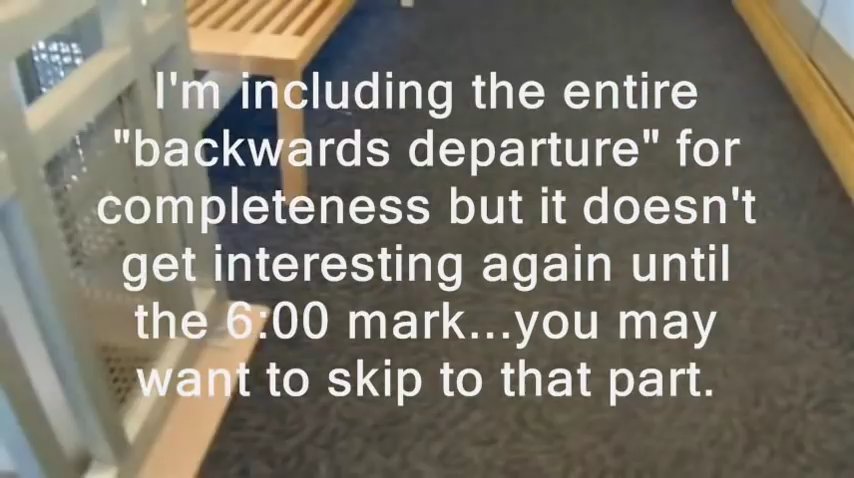 I'm including the entire
"backwards departure" for
completeness but it doesn't
get interesting again until
the 6:00 mark...you may
want to skip to that part.